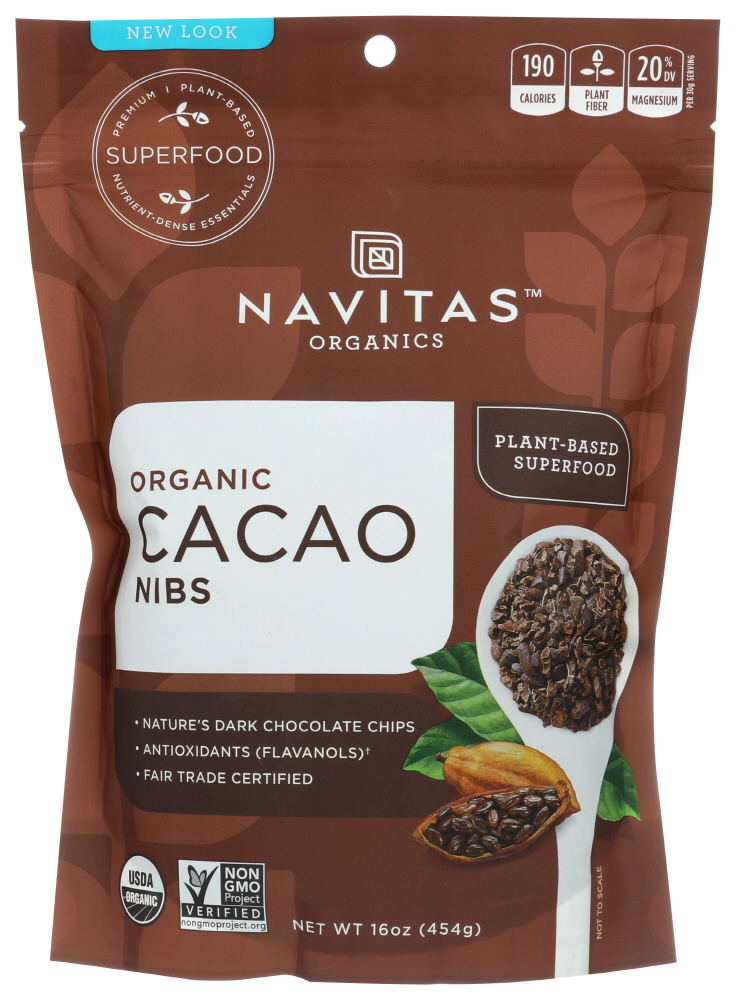 NEW LOOK
PREMIUM | PLANT-BASED
SUPERFOOD
NUTRIENT-DENSE ESSENTIALS
190
CALORIES
PLANT
FIBER
20% DV
MAGNESIUM
PER 30g SERVING
NAVITAS™
ORGANICS
PLANT-BASED
SUPERFOOD
ORGANIC
CACAO
NIBS
• NATURE'S DARK CHOCOLATE CHIPS
• ANTIOXIDANTS (FLAVANOLS)†
• FAIR TRADE CERTIFIED
USDA
ORGANIC
NON
GMO
Project
VERIFIED
nongmoproject.org
NET WT 16oz (454g)
NOT TO SCALE